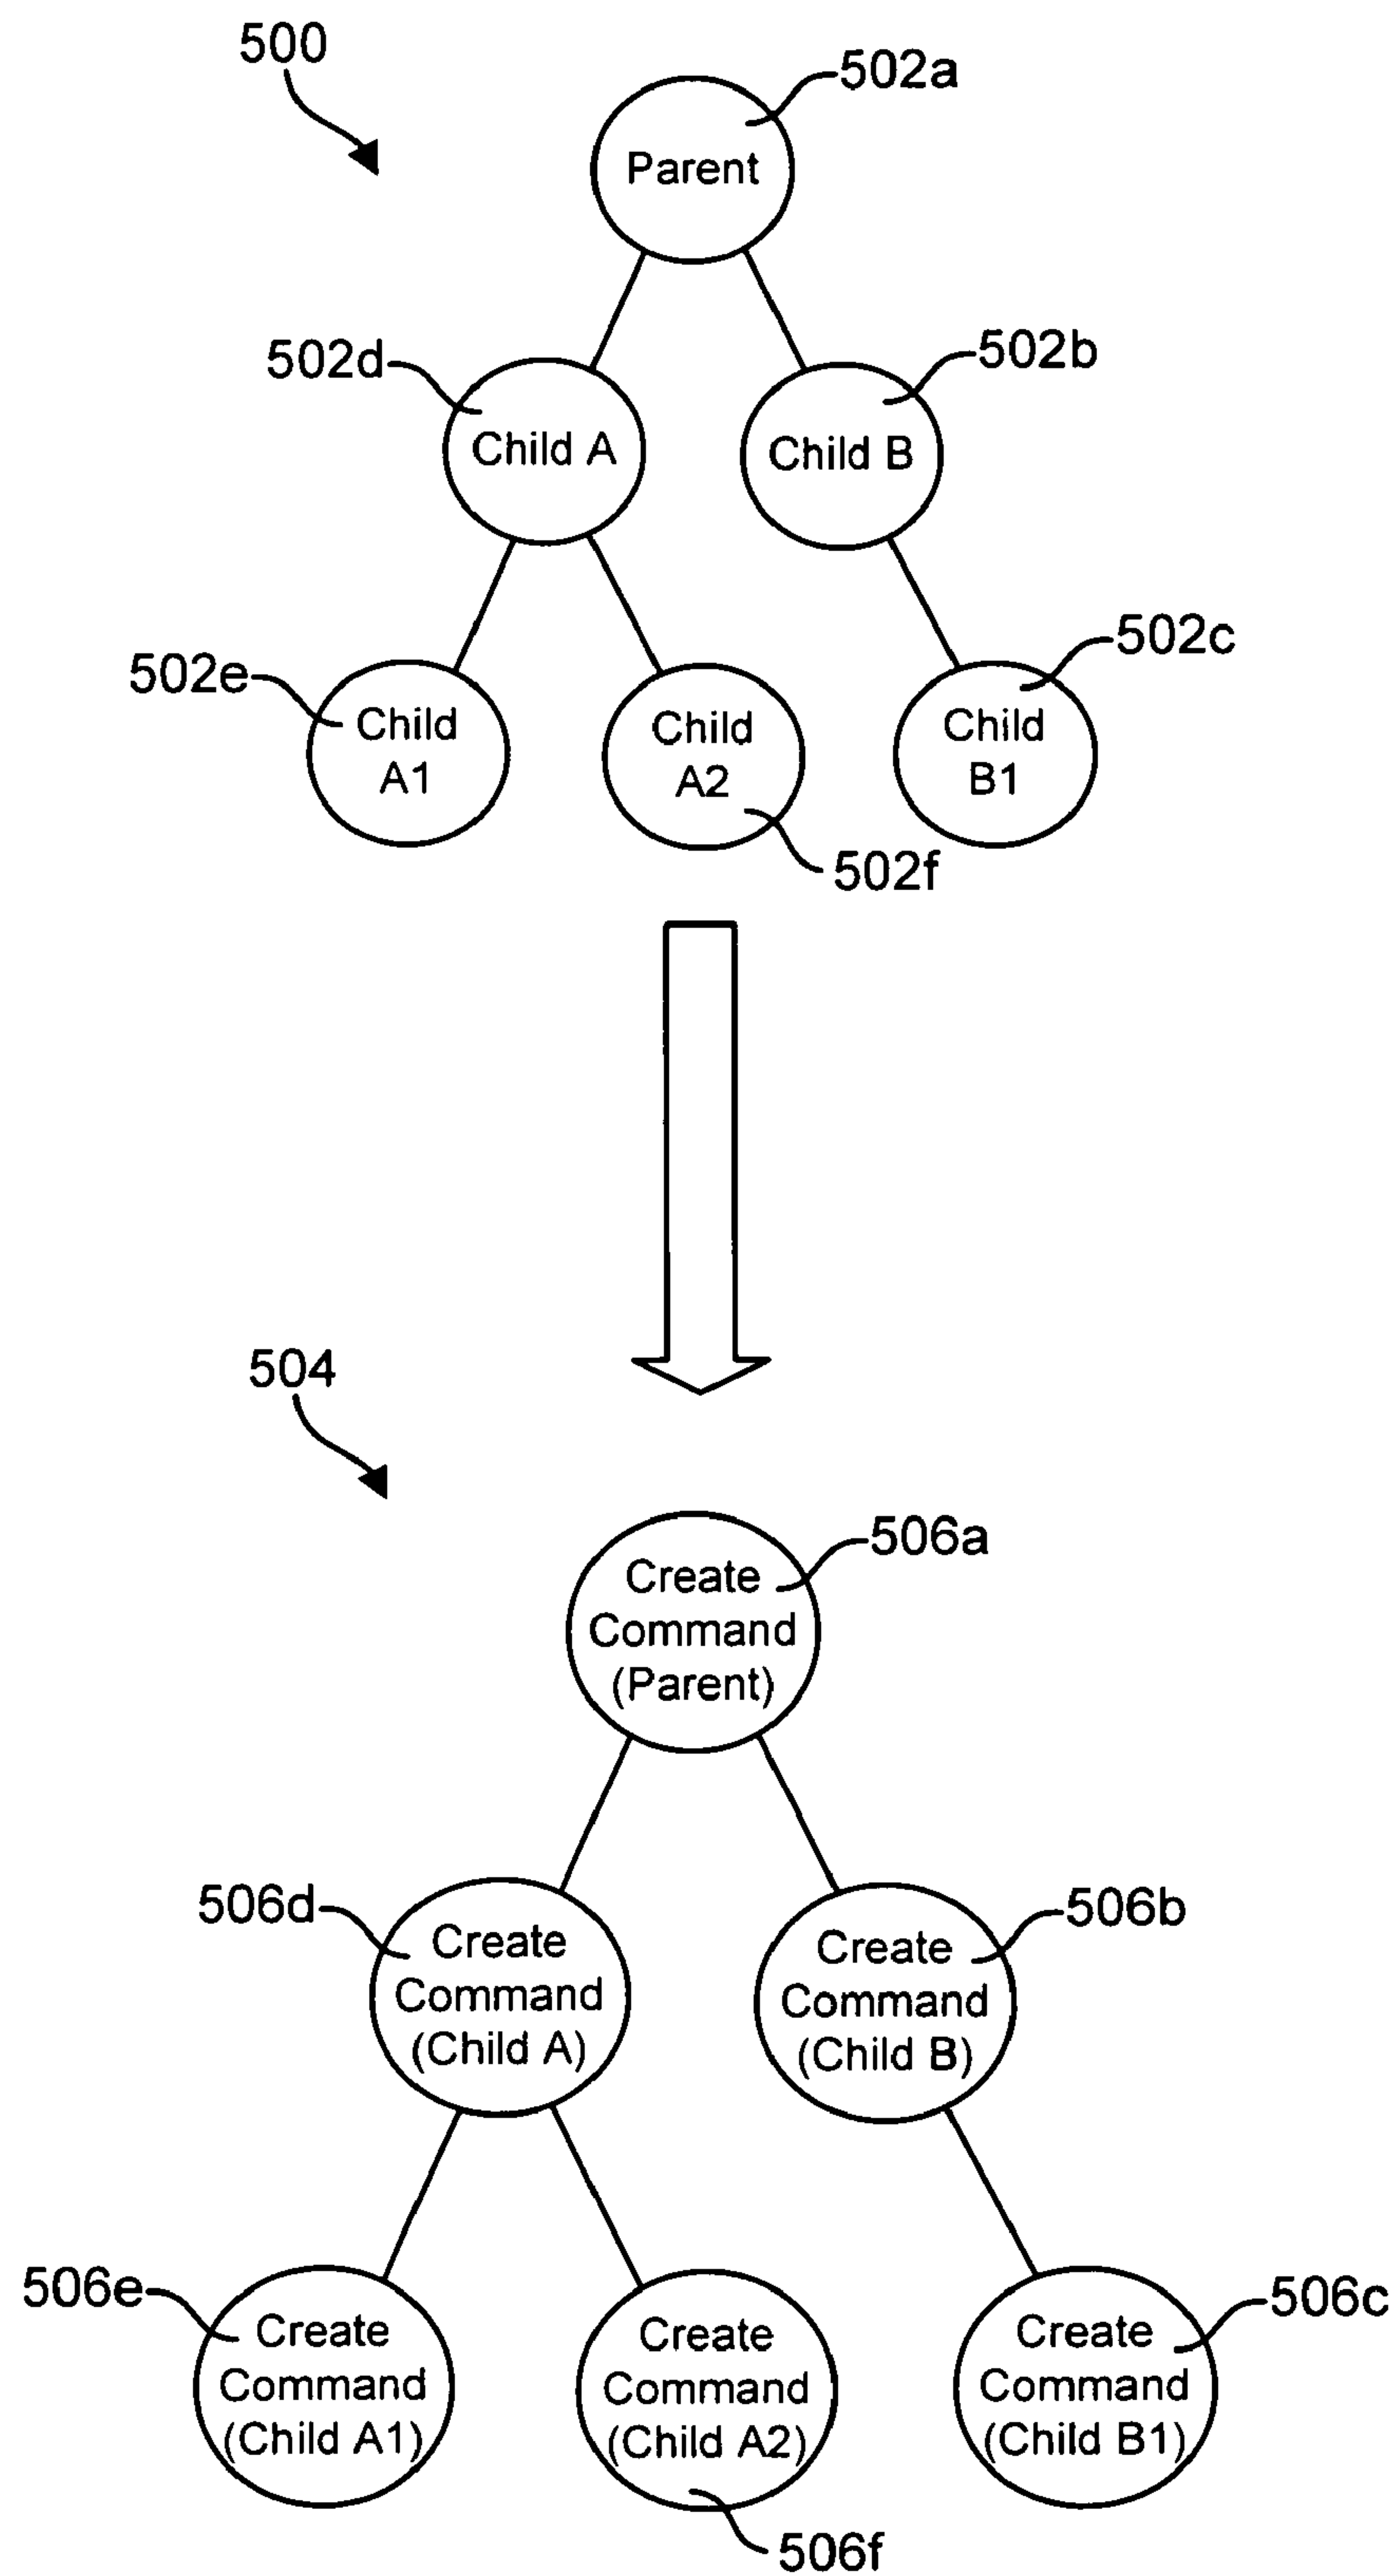 500
502a
Parent
502d
502b
Child A
Child B
502e
502c
Child
A1
Child
A2
Child
B1
502f
504
506a
Create
Command
(Parent)
506d
506b
Create
Command
(Child A)
Create
Command
(Child B)
506e
506c
Create
Command
(Child A1)
Create
Command
(Child A2)
Create
Command
(Child B1)
506f